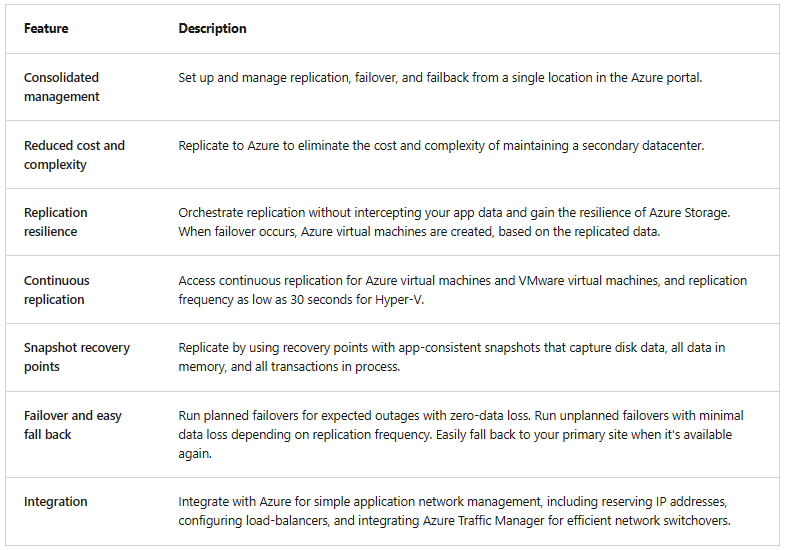 Feature
Description
Consolidated
management
Set up and manage replication, failover, and failback from a single location in the Azure portal.
Reduced cost and
complexity
Replicate to Azure to eliminate the cost and complexity of maintaining a secondary datacenter.
Replication
resilience
Orchestrate replication without intercepting your app data and gain the resilience of Azure Storage.
When failover occurs, Azure virtual machines are created, based on the replicated data.
Continuous
replication
Access continuous replication for Azure virtual machines and VMware virtual machines, and replication
frequency as low as 30 seconds for Hyper-V.
Snapshot recovery
points
Replicate by using recovery points with app-consistent snapshots that capture disk data, all data in
memory, and all transactions in process.
Failover and easy
fall back
Run planned failovers for expected outages with zero-data loss. Run unplanned failovers with minimal
data loss depending on replication frequency. Easily fall back to your primary site when it's available
again.
Integration
Integrate with Azure for simple application network management, including reserving IP addresses,
configuring load-balancers, and integrating Azure Traffic Manager for efficient network switchovers.